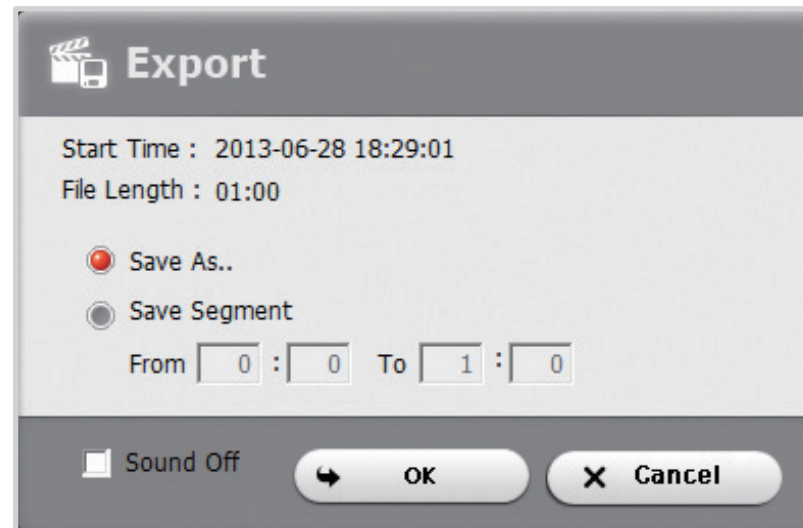 Export
Start Time : 2013-06-28 18:29:01
File Length : 01:00
Save As..
Save Segment
From 0 : 0 To 1 : 0
Sound Off OK Cancel